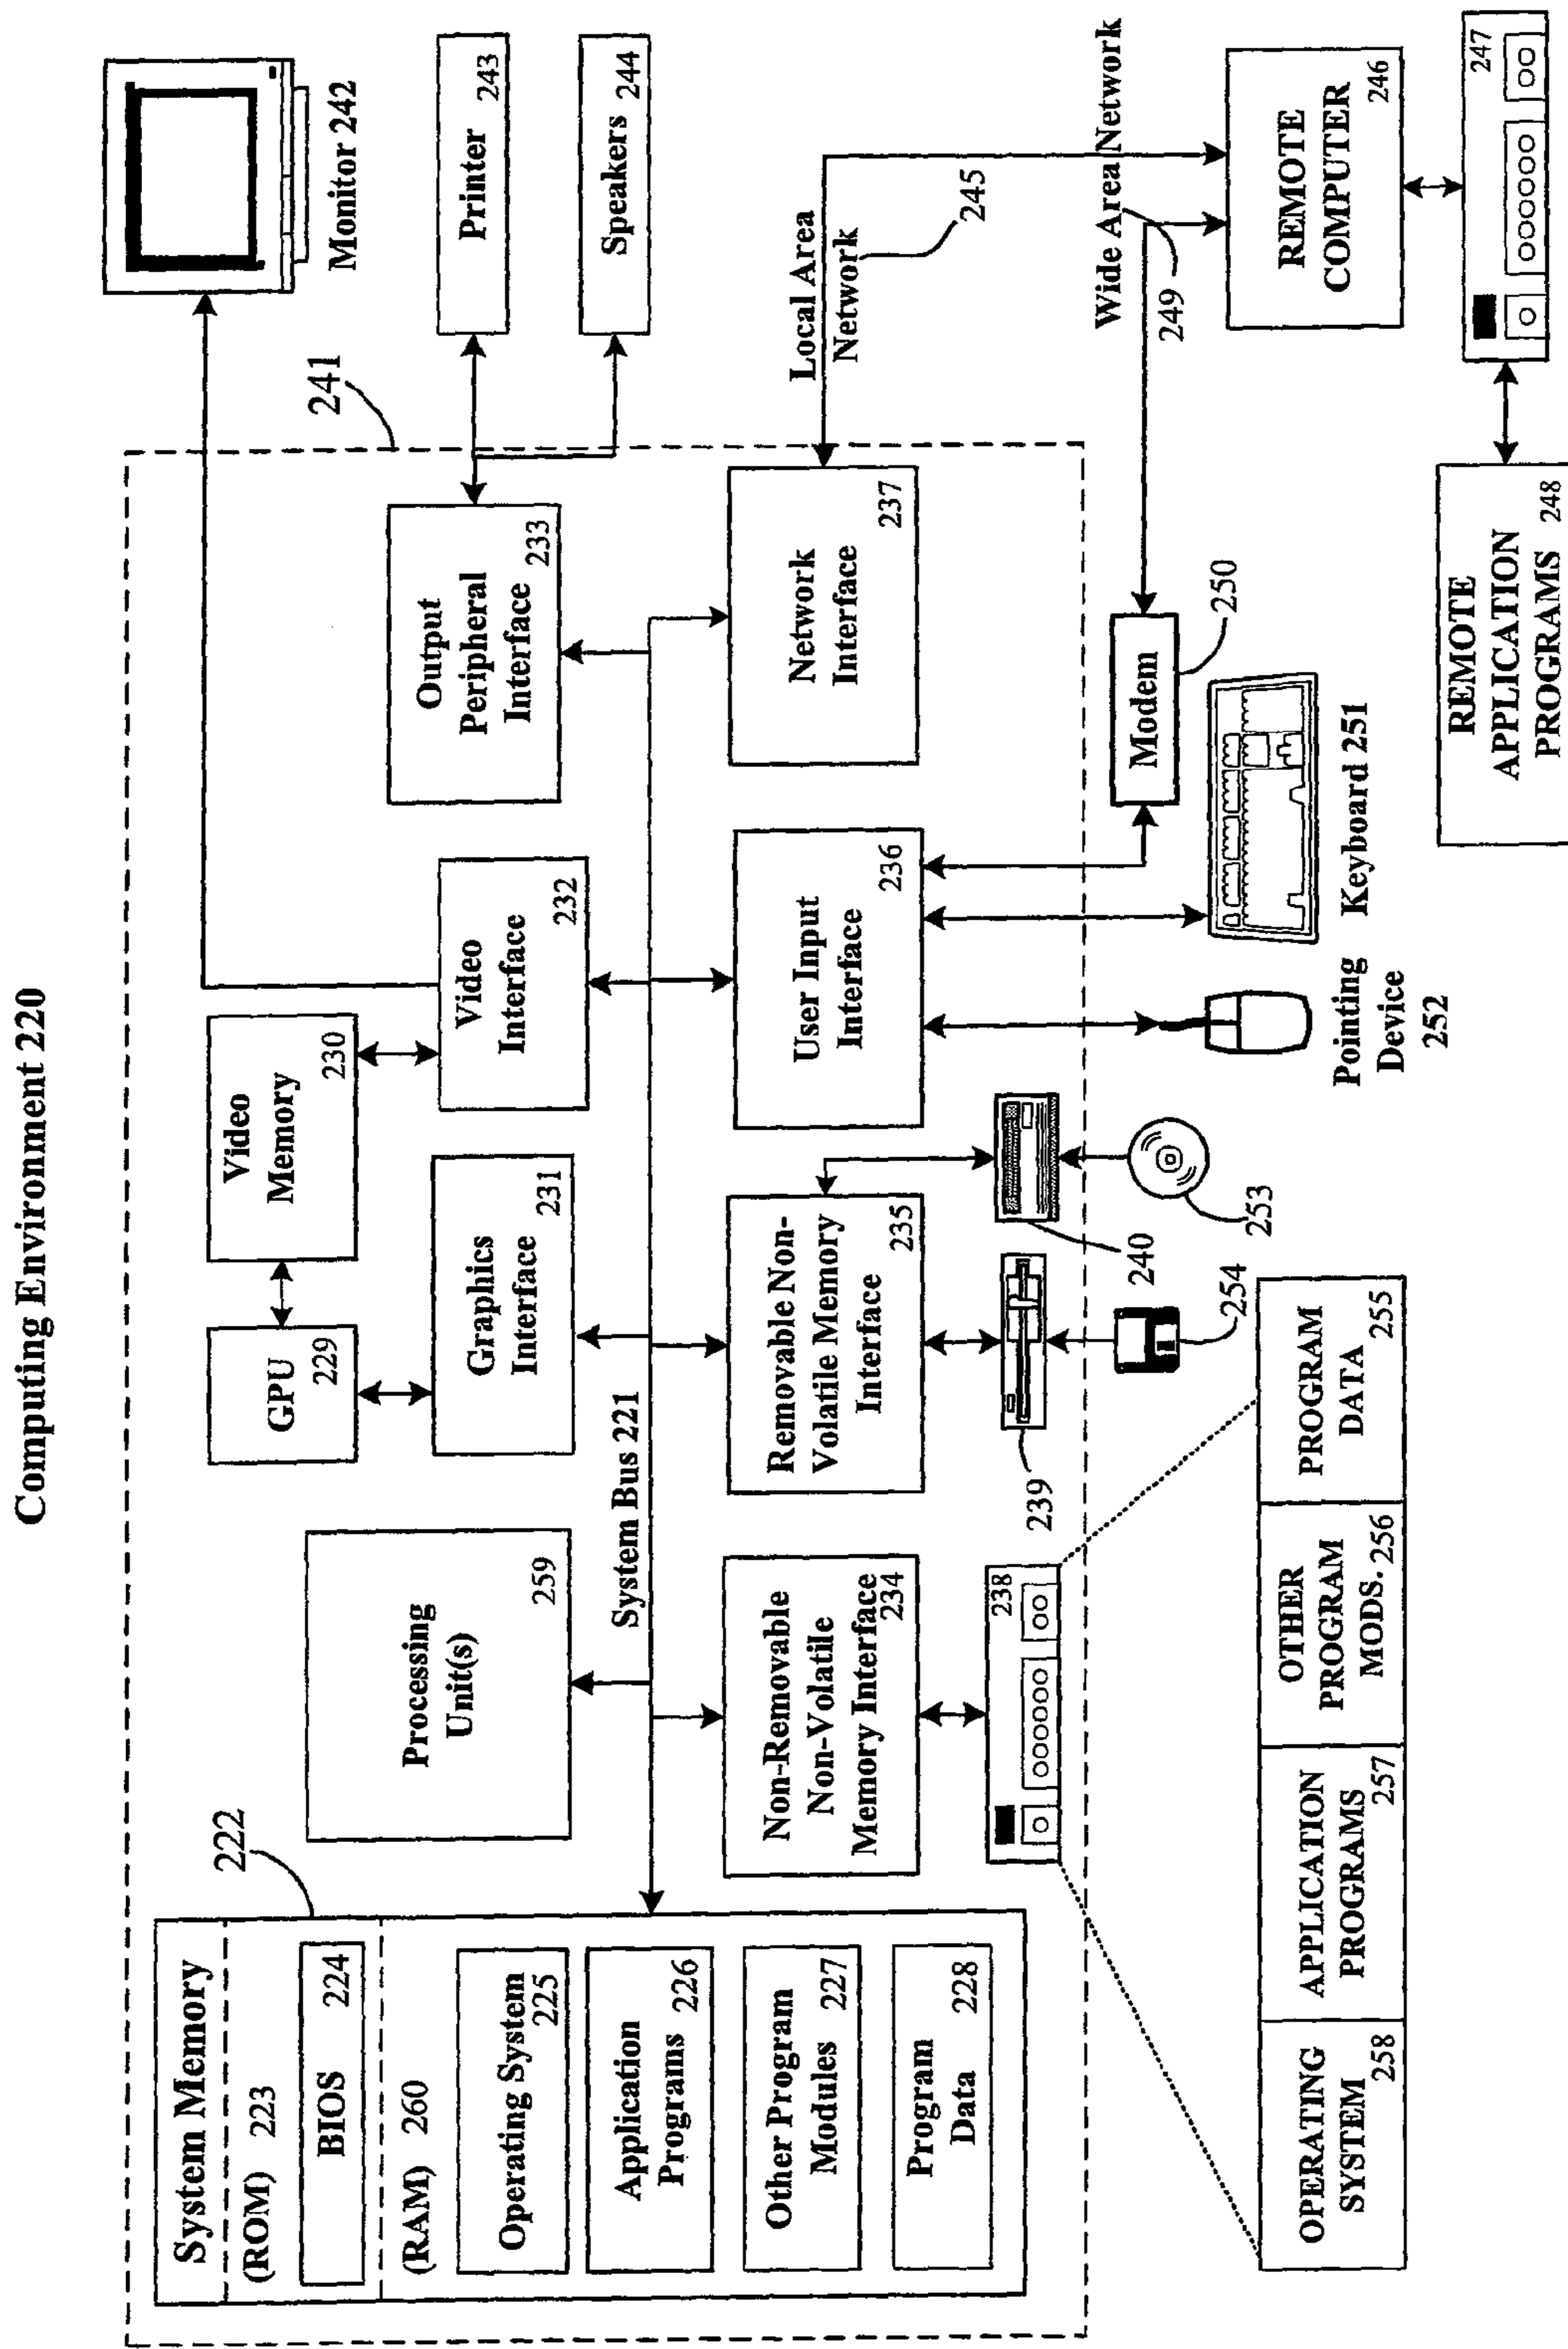 Computing Environment 220
222
System Memory
(ROM) 223
BIOS 224
(RAM) 260
Operating System
225
Application
Programs 226
Other Program
Modules 227
Program
Data 228
Processing
Unit(s)
259
GPU
229
Video
Memory
230
Graphics
Interface
231
Video
Interface
232
Output
Peripheral
Interface 233
241
Monitor 242
Printer 243
Speakers 244
System Bus 221
Non-Removable
Non-Volatile
Memory Interface
234
Removable Non-
Volatile Memory
Interface 235
User Input
Interface
236
Network
Interface
237
Local Area
Network
245
238
239
240
254
253
Pointing
Device
252
Keyboard 251
Modem
250
Wide Area Network
249
REMOTE
COMPUTER
246
247
REMOTE
APPLICATION
PROGRAMS 248
OPERATING
SYSTEM
258
APPLICATION
PROGRAMS
257
OTHER
PROGRAM
MODS. 256
PROGRAM
DATA
255